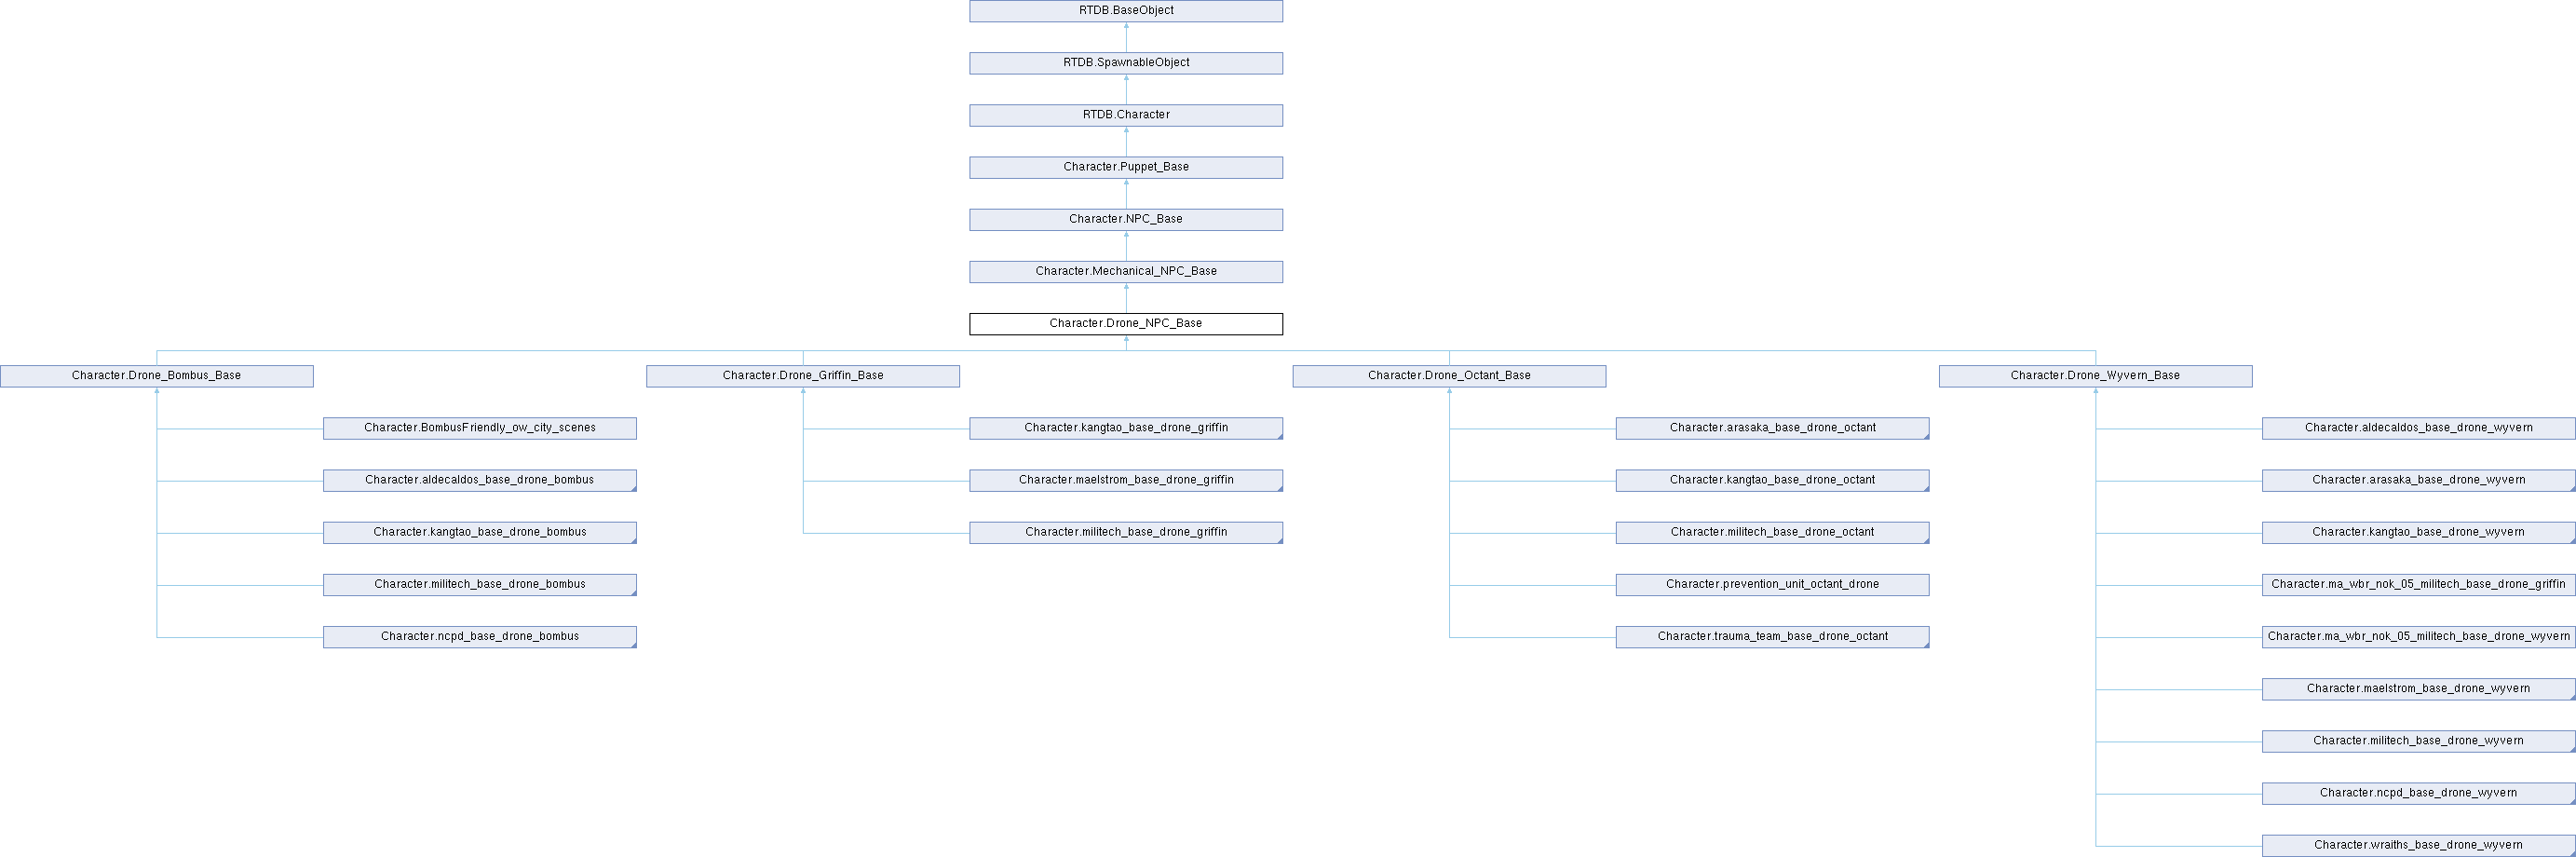 RTDB.BaseObject
RTDB.SpawnableObject
RTDB.Character
Character.Puppet_Base
Character.NPC_Base
Character.Mechanical_NPC_Base
Character.Drone_NPC_Base
Character.Drone_Bombus_Base
Character.Drone_Griffin_Base
Character.Drone_Octant_Base
Character.Drone_Wyvern_Base
Character.BombusFriendly_ow_city_scenes
Character.kangtao_base_drone_griffin
Character.arasaka_base_drone_octant
Character.aldecaldos_base_drone_wyvern
Character.aldecaldos_base_drone_bombus
Character.maelstrom_base_drone_griffin
Character.kangtao_base_drone_octant
Character.arasaka_base_drone_wyvern
Character.kangtao_base_drone_bombus
Character.militech_base_drone_griffin
Character.militech_base_drone_octant
Character.kangtao_base_drone_wyvern
Character.militech_base_drone_bombus
Character.prevention_unit_octant_drone
Character.ma_wbr_nok_05_militech_base_drone_griffin
Character.ncpd_base_drone_bombus
Character.trauma_team_base_drone_octant
Character.ma_wbr_nok_05_militech_base_drone_wyvern
Character.maelstrom_base_drone_wyvern
Character.militech_base_drone_wyvern
Character.ncpd_base_drone_wyvern
Character.wraiths_base_drone_wyvern